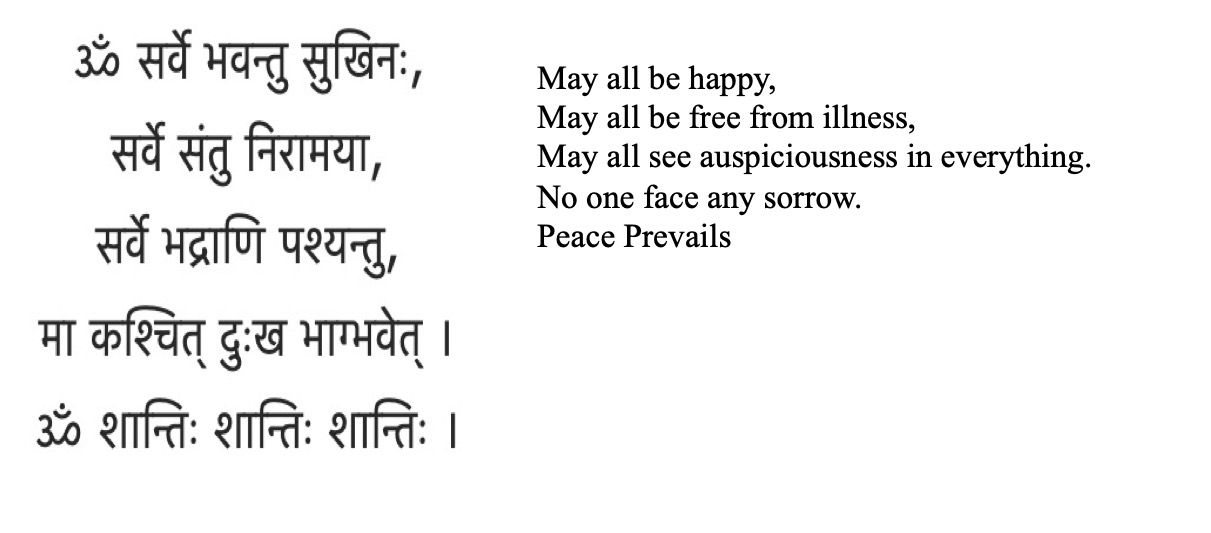 ॐ सर्वे भवन्तु सुखिनः,
सर्वे संतु निरामया,
सर्वे भद्राणि पश्यन्तु,
मा कश्चित् दुःख भाग्भवेत् ।
ॐ शान्तिः शान्तिः शान्तिः ।
May all be happy,
May all be free from illness,
May all see auspiciousness in everything.
No one face any sorrow.
Peace Prevails